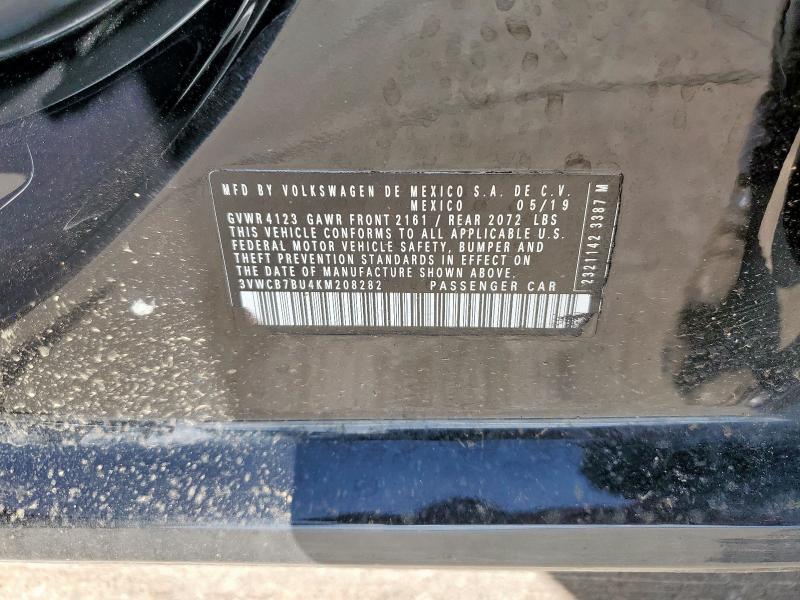 MFD BY VOLKSWAGEN DE MEXICO S.A. DE C.V.
MEXICO 05/19
GVWR 4123 GAWR FRONT 2161 / REAR 2072 LBS
THIS VEHICLE CONFORMS TO ALL APPLICABLE U.S.
FEDERAL MOTOR VEHICLE SAFETY, BUMPER AND
THEFT PREVENTION STANDARDS IN EFFECT ON
THE DATE OF MANUFACTURE SHOWN ABOVE.
3VWCB7BU4KM208282 PASSENGER CAR
2321142 3387 M